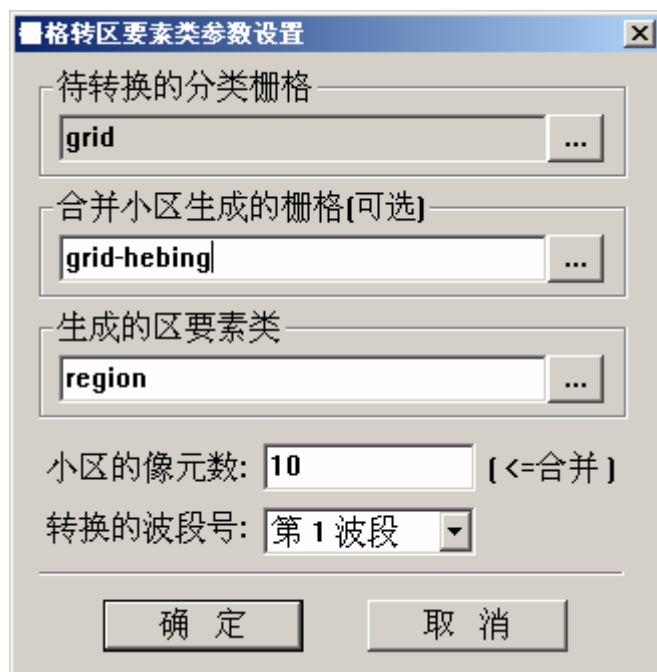 格转区要素类参数设置
待转换的分类栅格
grid
...
合并小区生成的栅格(可选)
grid-hebing
...
生成的区要素类
region
...
小区的像元数: 10 (<=合并)
转换的波段号: 第1波段
确 定 取 消